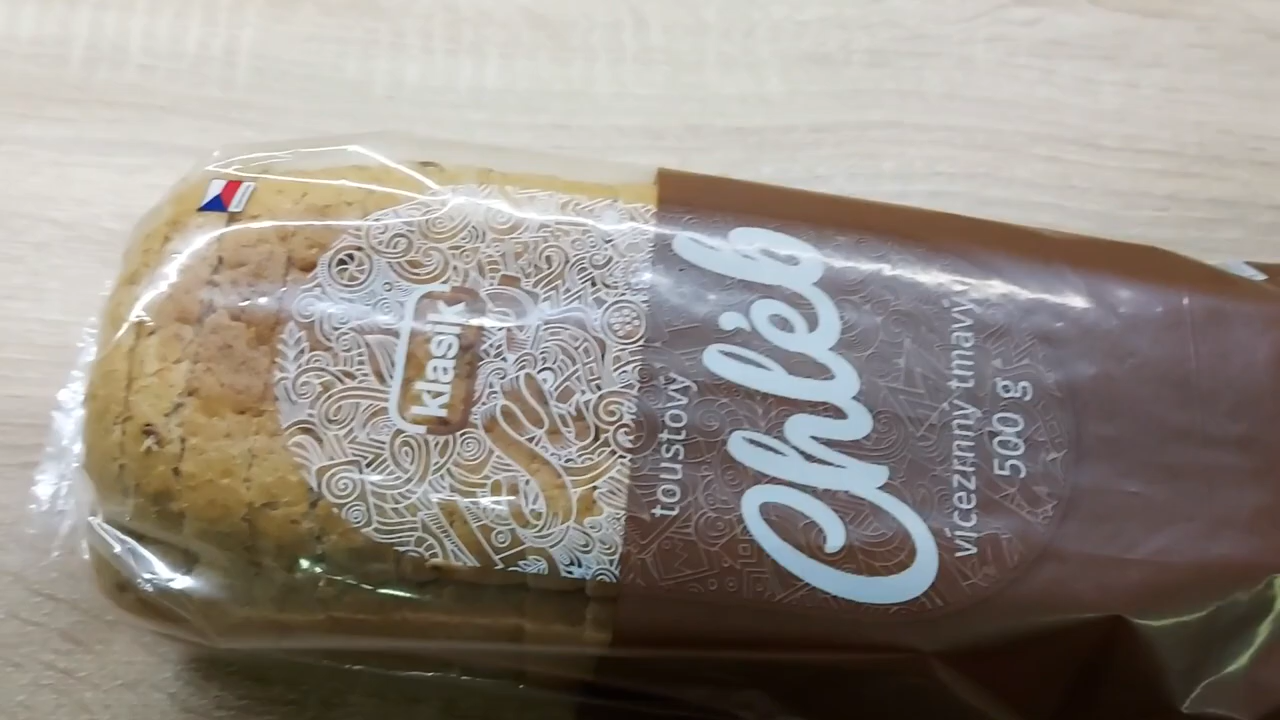 klasik
toustový
Chléb
vícezrnný tmavý
500 g